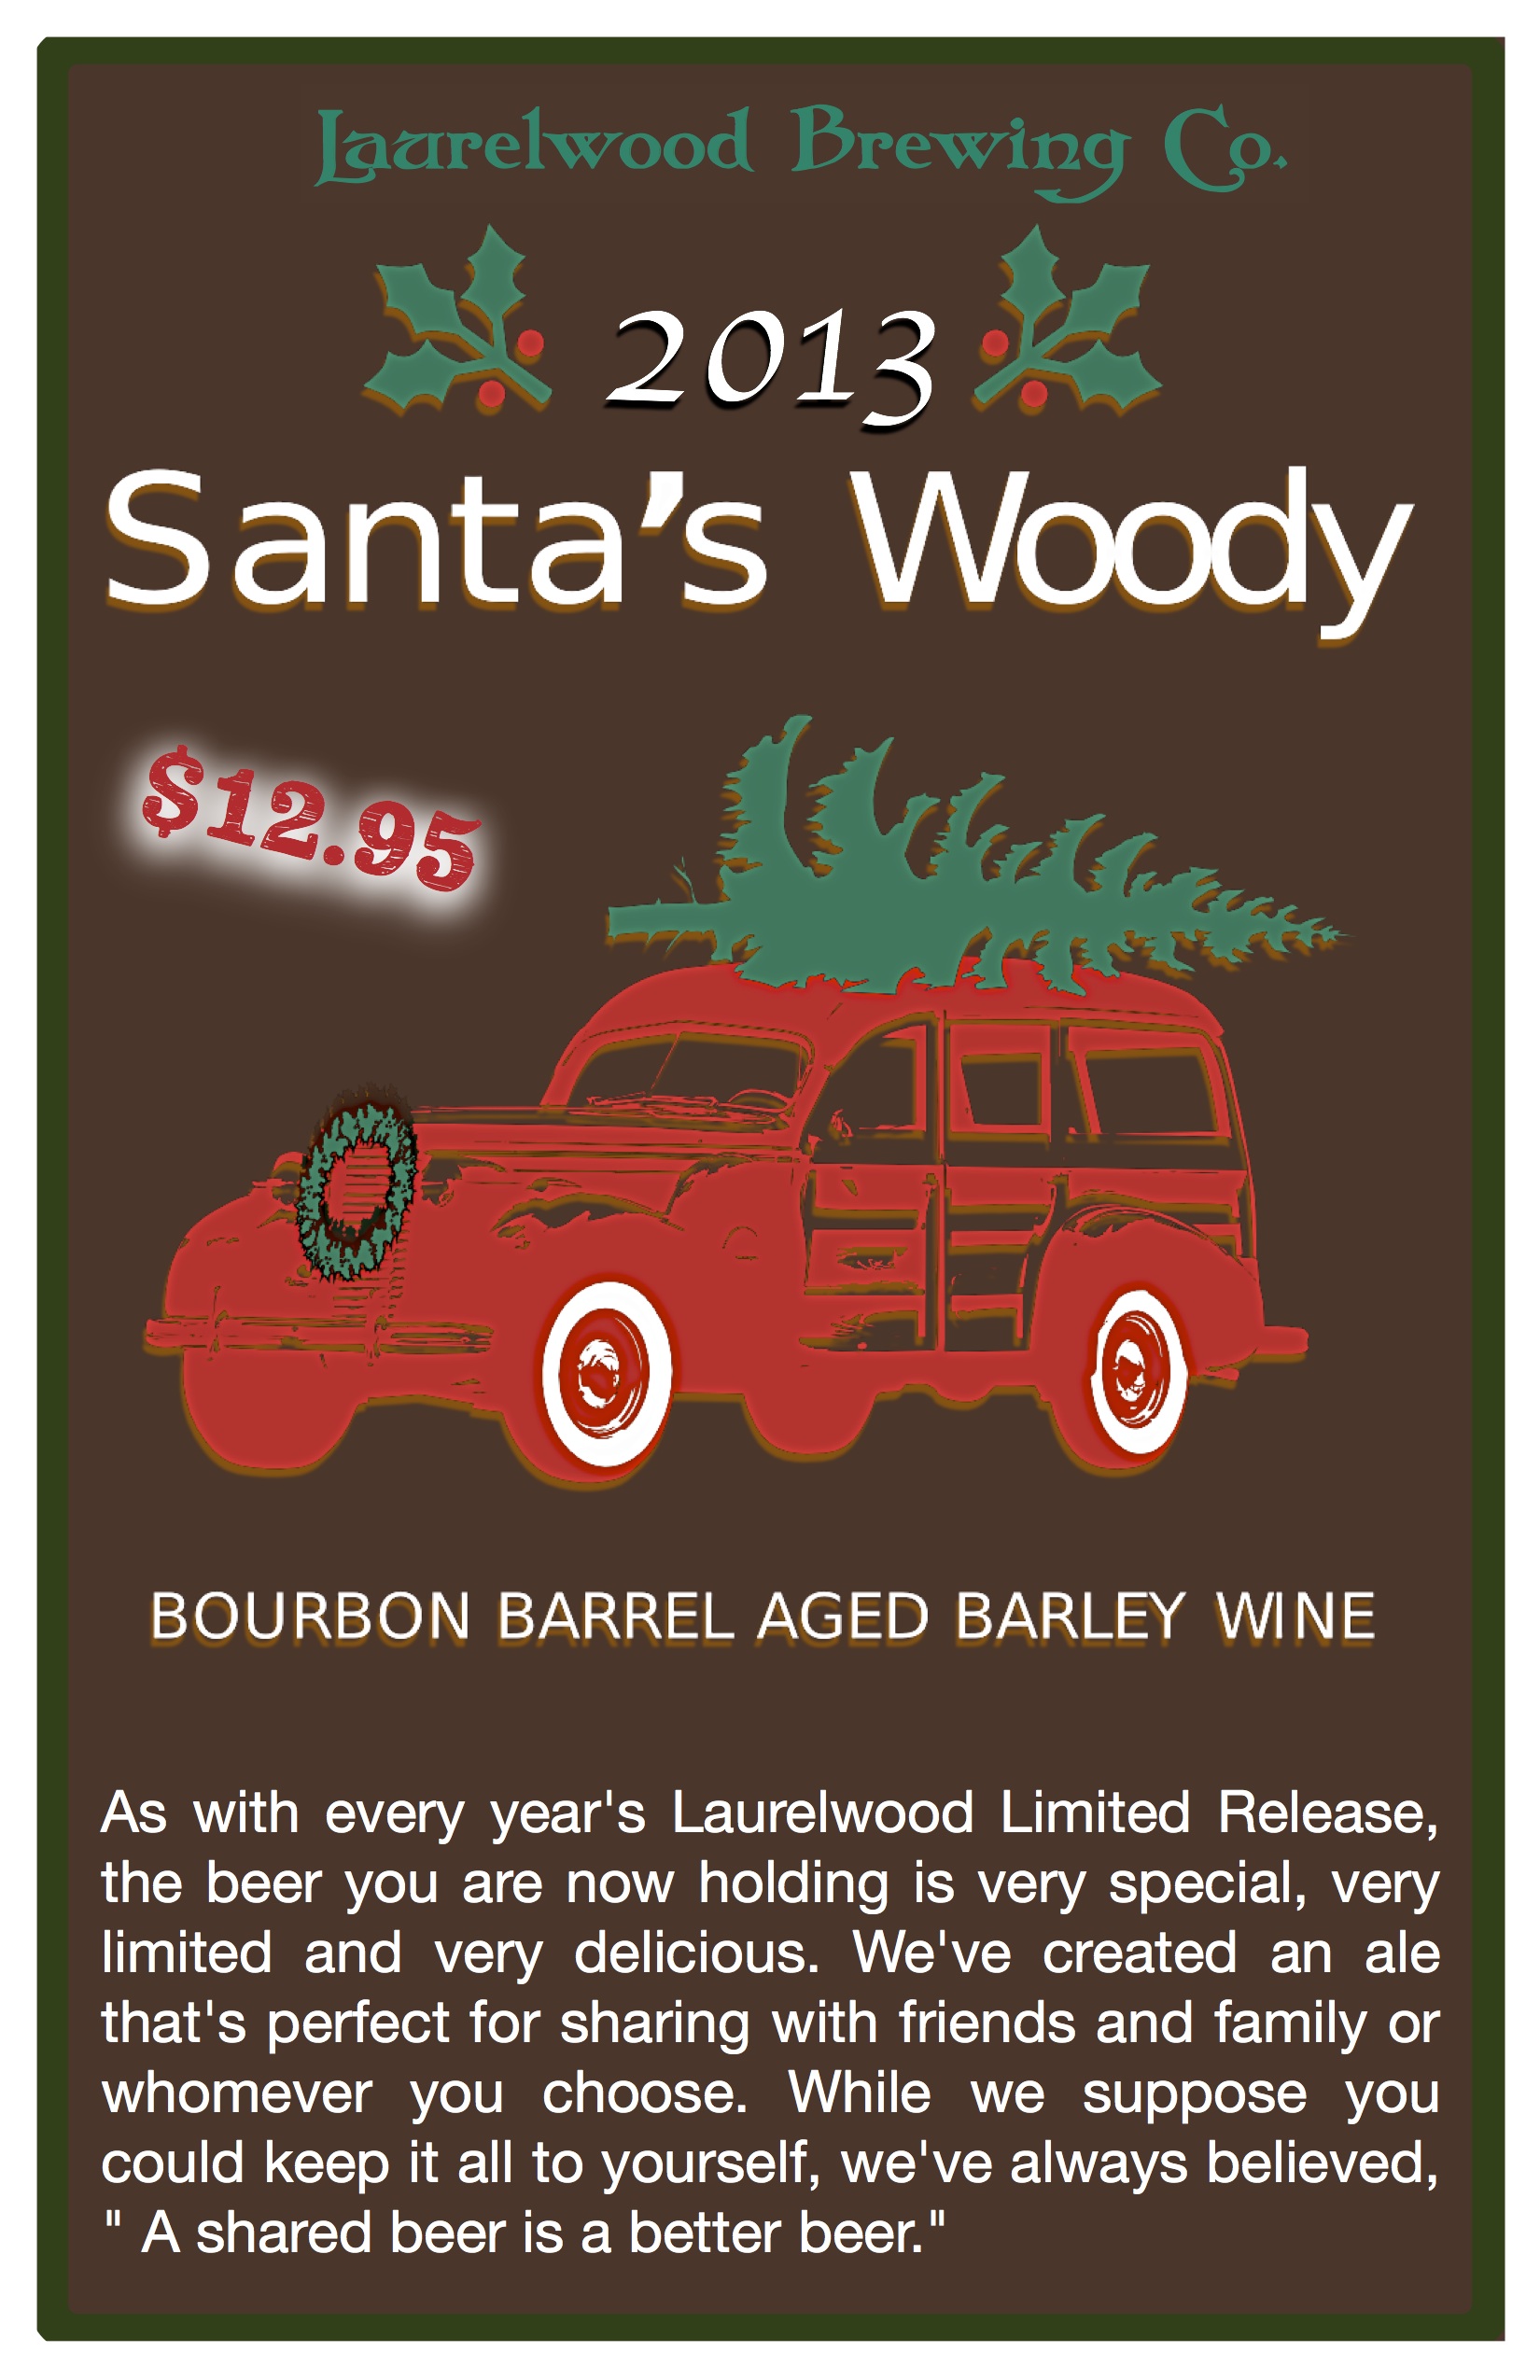 Laurelwood Brewing Co.
2013
Santa’s Woody
$12.95
BOURBON BARREL AGED BARLEY WINE
As with every year's Laurelwood Limited Release,
the beer you are now holding is very special, very
limited and very delicious. We've created an ale
that's perfect for sharing with friends and family or
whomever you choose. While we suppose you
could keep it all to yourself, we've always believed,
" A shared beer is a better beer."